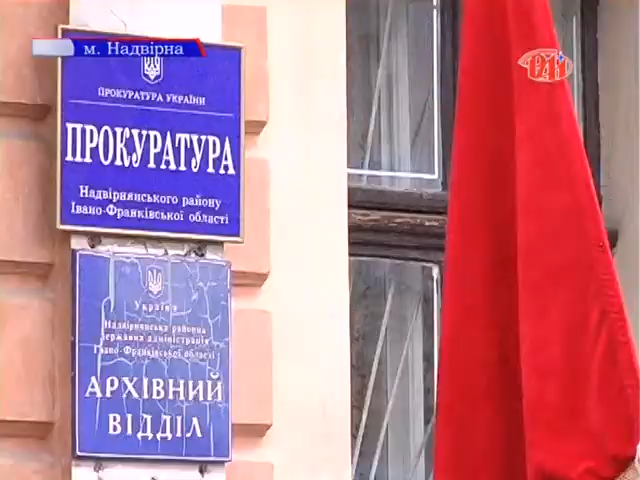 м. Надвірна
ПРОКУРАТУРА УКРАЇНИ
ПРОКУРАТУРА
Надвірнянського району
Івано-Франківської області
Україна
Надвірнянська районна
державна адміністрація
Івано-Франківської області
АРХІВНИЙ
ВІДДІЛ